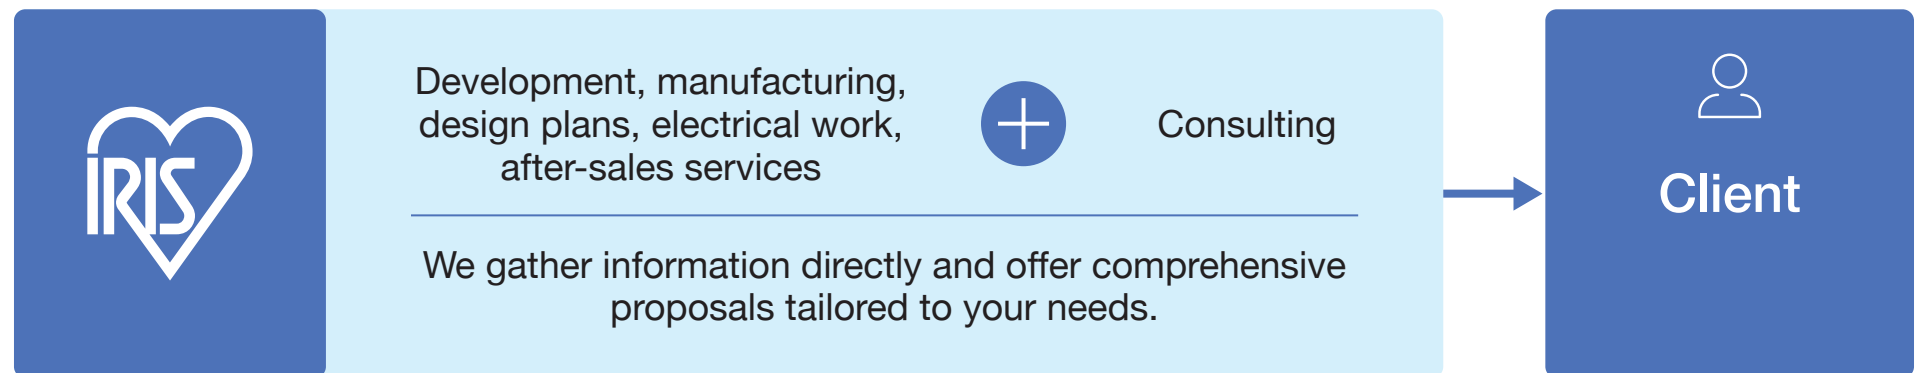 IRIS
Development, manufacturing,
design plans, electrical work,
after-sales services
Consulting
We gather information directly and offer comprehensive
proposals tailored to your needs.
Client